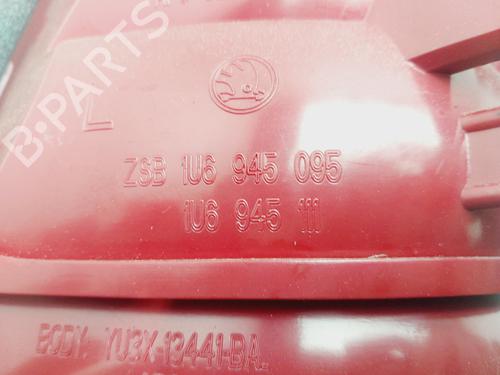 L
ZSB 1U6 945 095
1U6 945 111
BODY. YU3X-13441-BA.
B-PARTS